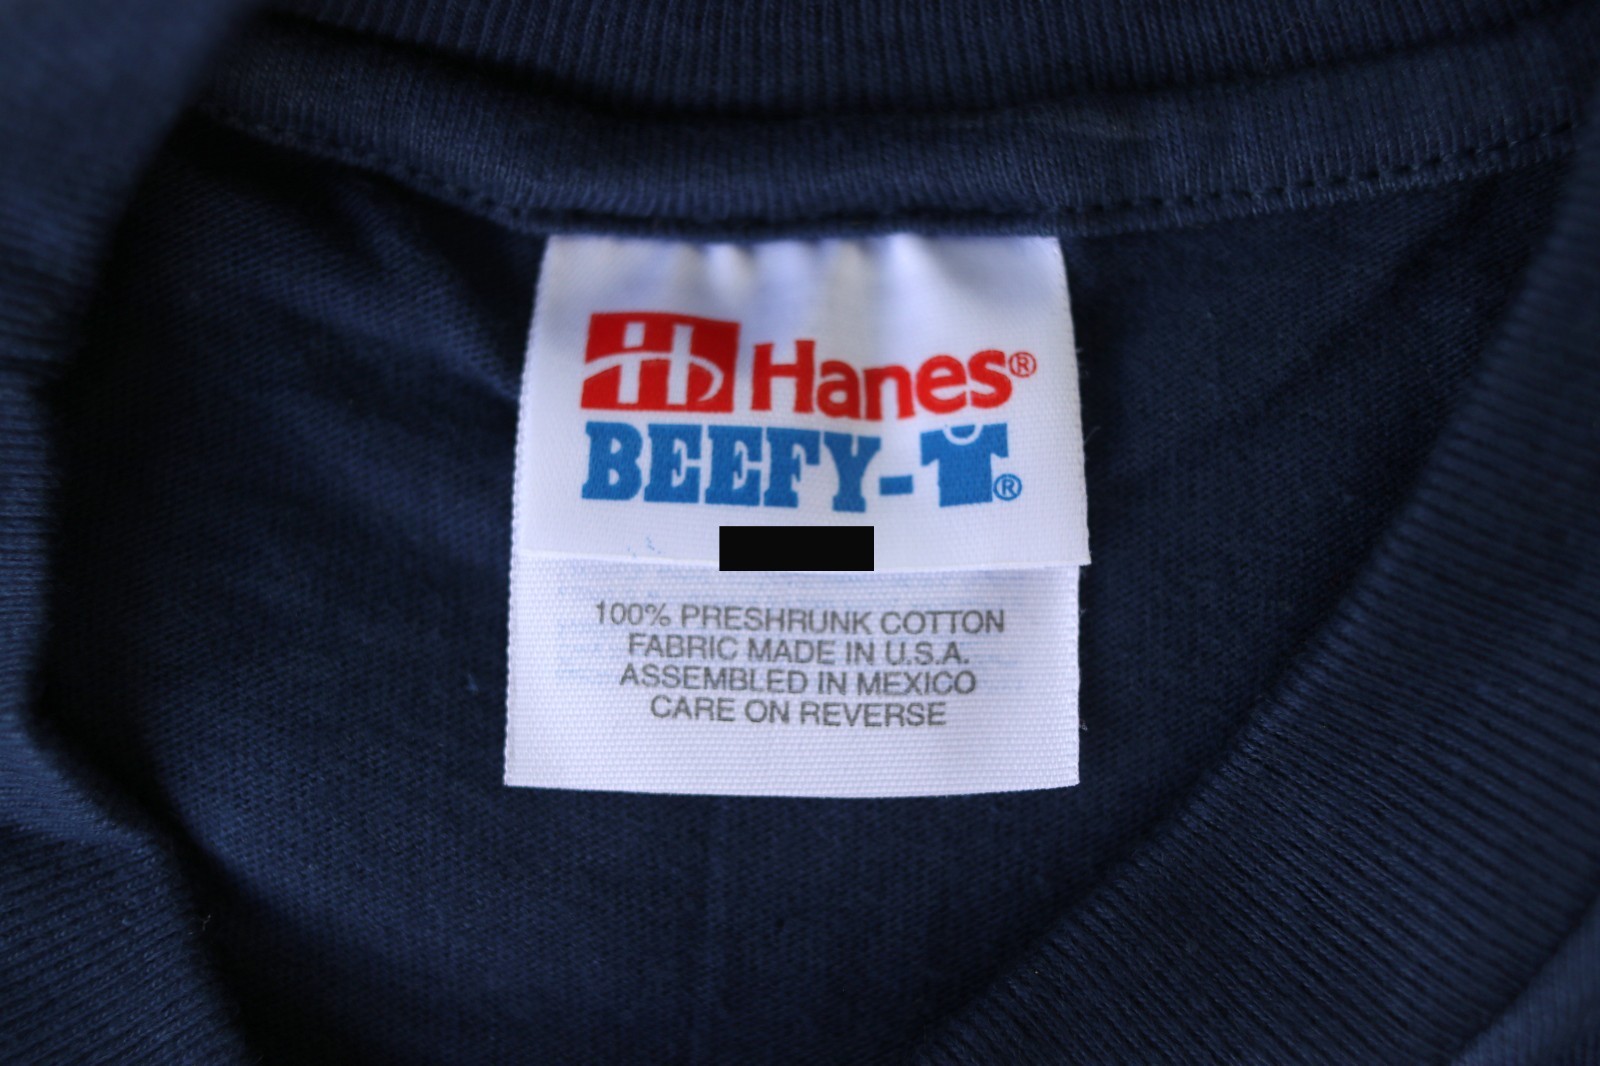 Hanes®
BEEFY-T®
100% PRESHRUNK COTTON
FABRIC MADE IN U.S.A.
ASSEMBLED IN MEXICO
CARE ON REVERSE